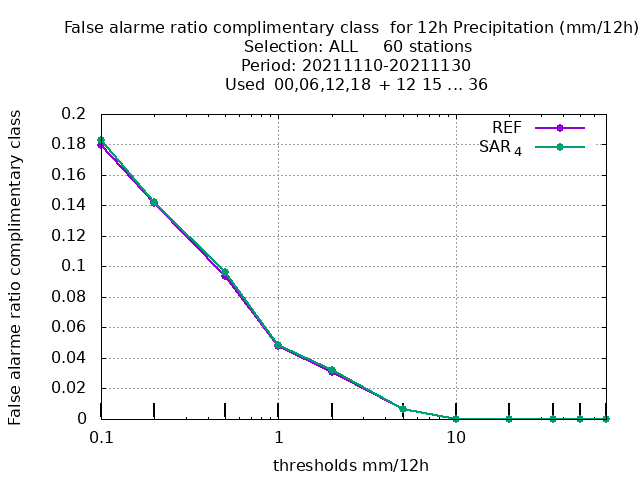 False alarme ratio complimentary class  for 12h Precipitation (mm/12h)
Selection: ALL     60 stations
Period: 20211110-20211130
Used  00,06,12,18  + 12 15 ... 36
False alarme ratio complimentary class
0.2
0.18
0.16
0.14
0.12
0.1
0.08
0.06
0.04
0.02
0
REF
SAR 4
0.1
1
10
thresholds mm/12h